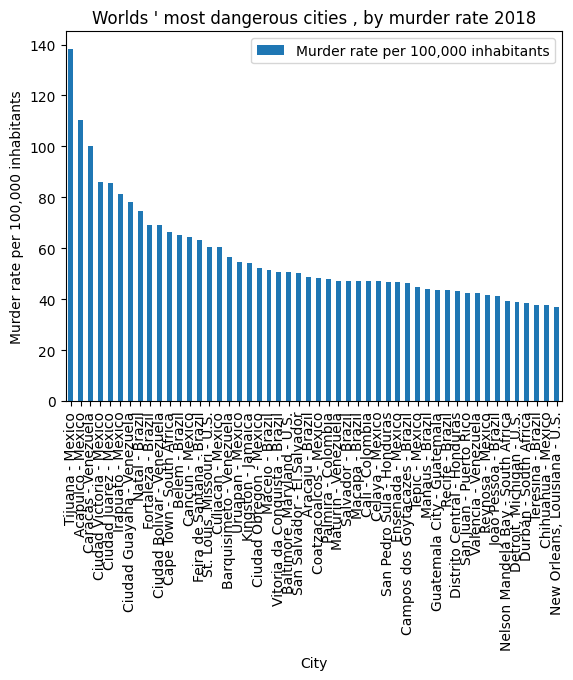 Worlds ' most dangerous cities , by murder rate 2018
Murder rate per 100,000 inhabitants
Murder rate per 100,000 inhabitants
140
120
100
80
60
40
20
0
Tijuana - Mexico
Acapulco - Mexico
Caracas - Venezuela
Ciudad Victoria - Mexico
Ciudad Juarez - Mexico
Irapuato - Mexico
Ciudad Guayana - Venezuela
Natal - Brazil
Fortaleza - Brazil
Ciudad Bolivar - Venezuela
Cape Town - South Africa
Belem - Brazil
Cancun - Mexico
Feira de Santana - Brazil
St. Louis, Missouri - U.S.
Culiacan - Mexico
Barquisimeto - Venezuela
Uruapan - Mexico
Kingston - Jamaica
Ciudad Obregon - Mexico
Maceio - Brazil
Vitoria da Conquista - Brazil
Baltimore, Maryland - U.S.
San Salvador - El Salvador
Aracaju - Brazil
Coatzacoalcos - Mexico
Palmira - Colombia
Maturin - Venezuela
Salvador - Brazil
Macapa - Brazil
Cali - Colombia
Celaya - Mexico
San Pedro Sula - Honduras
Ensenada - Mexico
Campos dos Goytacazes - Brazil
Tepic - Mexico
Manaus - Brazil
Guatemala City - Guatemala
Recife - Brazil
Distrito Central - Honduras
San Juan - Puerto Rico
Valencia - Venezuela
Reynosa - Mexico
João Pessoa - Brazil
Nelson Mandela Bay - South Africa
Detroit, Michigan - U.S.
Durban - South Africa
Teresina - Brazil
Chihuahua - Mexico
New Orleans, Louisiana - U.S.
City